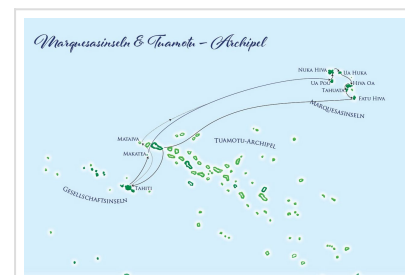 Marquesasinseln & Tuamotu – Archipel
Nuka Hiva
Ua Huka
Ua Pou
Hiva Oa
Tahuata
Fatu Hiva
Marquesasinseln
Mataiva
Tuamotu-Archipel
Makatea
Tahiti
Gesellschaftsinseln